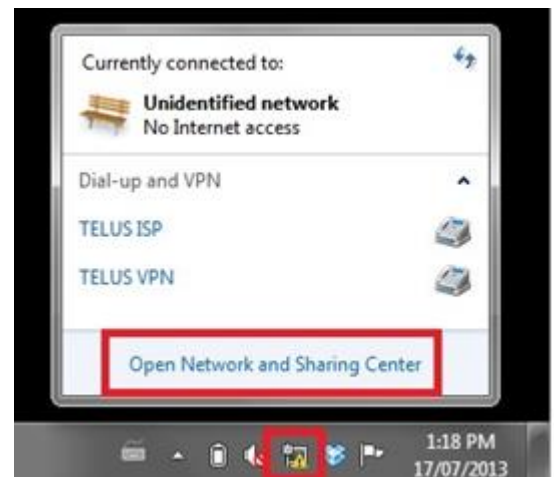 Currently connected to:
Unidentified network
No Internet access
Dial-up and VPN
TELUS ISP
TELUS VPN
Open Network and Sharing Center
1:18 PM
17/07/2013